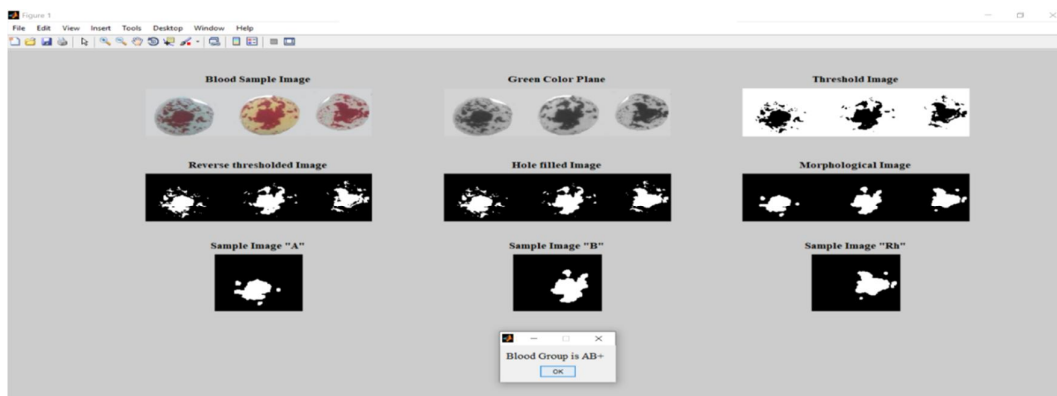 Figure 1
File Edit View Insert Tools Desktop Window Help
Blood Sample Image
Green Color Plane
Threshold Image
Reverse thresholded Image
Hole filled Image
Morphological Image
Sample Image "A"
Sample Image "B"
Sample Image "Rh"
Blood Group is AB+
OK